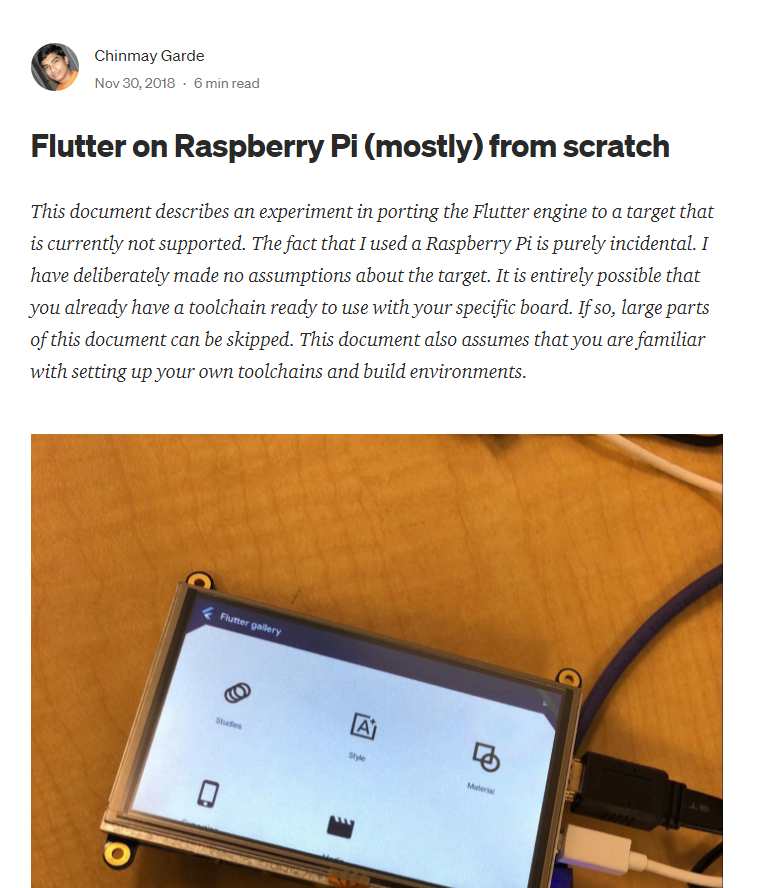 Chinmay Garde
Nov 30, 2018 · 6 min read
Flutter on Raspberry Pi (mostly) from scratch
This document describes an experiment in porting the Flutter engine to a target that
is currently not supported. The fact that I used a Raspberry Pi is purely incidental. I
have deliberately made no assumptions about the target. It is entirely possible that
you already have a toolchain ready to use with your specific board. If so, large parts
of this document can be skipped. This document also assumes that you are familiar
with setting up your own toolchains and build environments.
Flutter gallery
Studies
Style
Material